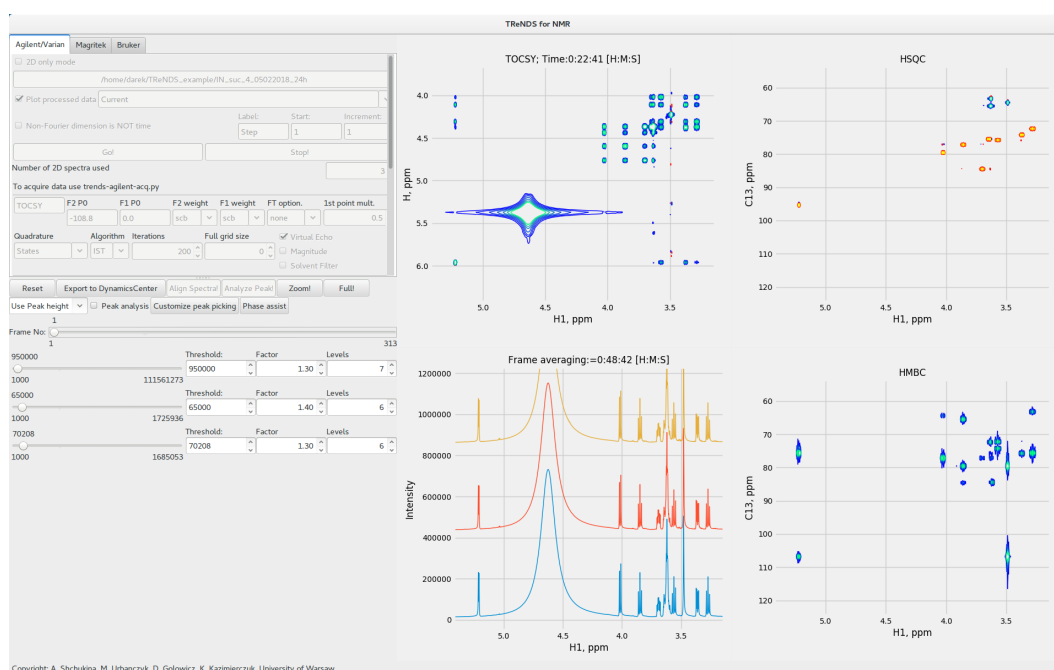 TReNDS for NMR
Agilent/Varian Magritek Bruker
2D only mode
/home/darek/TReNDS_example/IN_suc_4_05022018_24h
Plot processed data Current
Label: Start: Increment:
Non-Fourier dimension is NOT time
Step 1 1
Go! Stop!
Number of 2D spectra used 3
To acquire data use trends-agilent-acq.py
F2 P0 F1 P0 F2 weight F1 weight FT option. 1st point mult.
TOCSY -108.8 0.0 scb scb none 0.5
Quadrature Algorithm Iterations Full grid size Virtual Echo
States IST 200 0 Magnitude
Solvent Filter
Reset Export to DynamicsCenter Align Spectra! Analyze Peak! Zoom! Full!
Use Peak height Peak analysis Customize peak picking Phase assist
1
Frame No:
1 313
950000 Threshold: Factor Levels
950000 1.30 7
1000 111561273
65000 Threshold: Factor Levels
65000 1.40 6
1000 1725936
70208 Threshold: Factor Levels
70208 1.30 6
1000 1685053
Copyright: A. Shchukina, M. Urbanczyk, D. Golowicz, K. Kazimierczuk, University of Warsaw
TOCSY; Time:0:22:41 [H:M:S]
4.0
4.5
5.0
5.5
6.0
H, ppm
5.0 4.5 4.0 3.5
H1, ppm
HSQC
60
70
80
90
100
110
120
C13, ppm
5.0 4.5 4.0 3.5
H1, ppm
Frame averaging:=0:48:42 [H:M:S]
1200000
1000000
800000
600000
400000
200000
0
Intensity
5.0 4.5 4.0 3.5
H1, ppm
HMBC
60
70
80
90
100
110
120
C13, ppm
5.0 4.5 4.0 3.5
H1, ppm